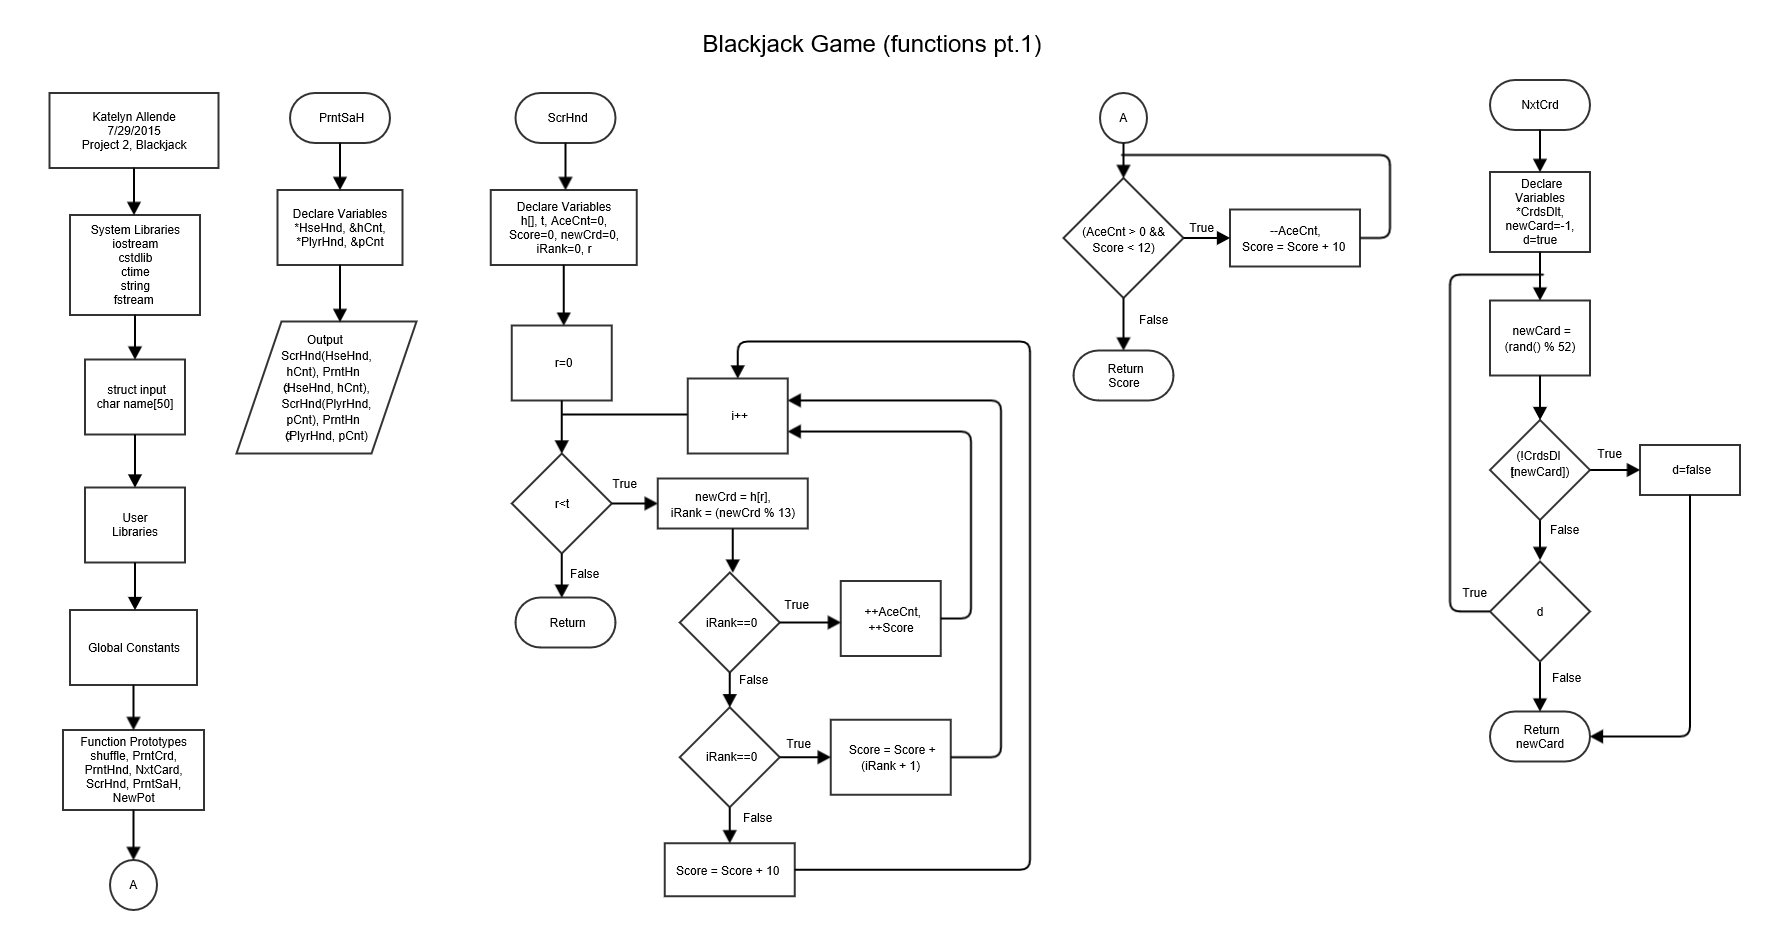 Blackjack Game (functions pt.1)
Katelyn Allende
7/29/2015
Project 2, Blackjack
System Libraries
iostream
cstdlib
ctime
string
fstream
struct input
char name[50]
User
Libraries
Global Constants
Function Prototypes
shuffle, PrntCrd,
PrntHnd, NxtCard,
ScrHnd, PrntSaH,
NewPot
A
PrntSaH
Declare Variables
*HseHnd, &hCnt,
*PlyrHnd, &pCnt
Output
ScrHnd(HseHnd,
hCnt), PrntHn
(HseHnd, hCnt),
ScrHnd(PlyrHnd,
pCnt), PrntHn
(PlyrHnd, pCnt)
ScrHnd
Declare Variables
h[], t, AceCnt=0,
Score=0, newCrd=0,
iRank=0, r
r=0
i++
r<t
True
newCrd = h[r],
iRank = (newCrd % 13)
False
Return
iRank==0
True
++AceCnt,
++Score
False
iRank==0
True
Score = Score +
(iRank + 1)
False
Score = Score + 10
A
(AceCnt > 0 &&
Score < 12)
True
--AceCnt,
Score = Score + 10
False
Return
Score
NxtCrd
Declare
Variables
*CrdsDlt,
newCard=-1,
d=true
newCard =
(rand() % 52)
(!CrdsDl
[newCard])
True
d=false
False
d
True
False
Return
newCard